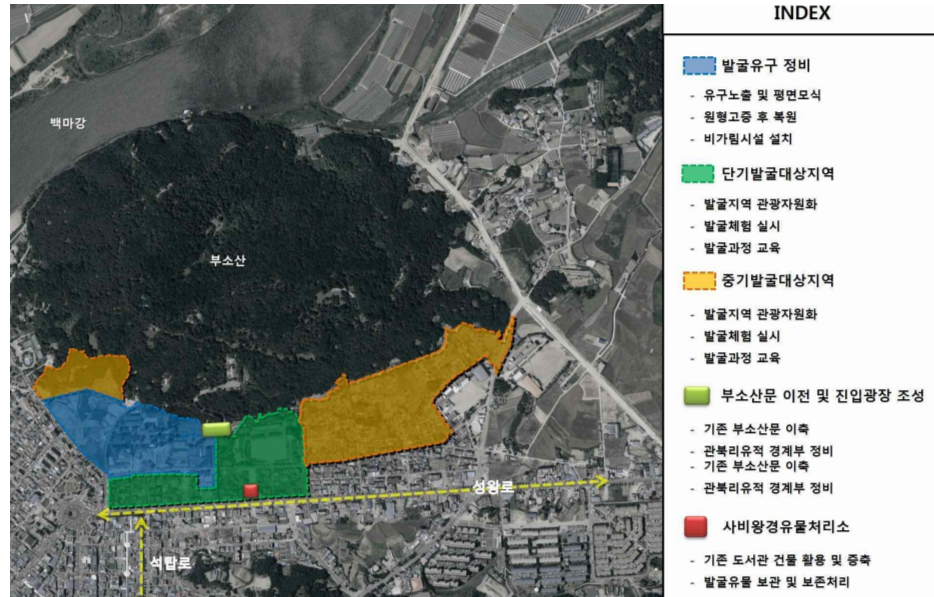 백마강
부소산
성왕로
석탑로
INDEX
발굴유구 정비
- 유구노출 및 평면모식
- 원형고증 후 복원
- 비가림시설 설치
단기발굴대상지역
- 발굴지역 관광자원화
- 발굴체험 실시
- 발굴과정 교육
중기발굴대상지역
- 발굴지역 관광자원화
- 발굴체험 실시
- 발굴과정 교육
부소산문 이전 및 진입광장 조성
- 기존 부소산문 이축
- 관북리유적 경계부 정비
- 기존 부소산문 이축
- 관북리유적 경계부 정비
사비왕경유물처리소
- 기존 도서관 건물 활용 및 증축
- 발굴유물 보관 및 보존처리